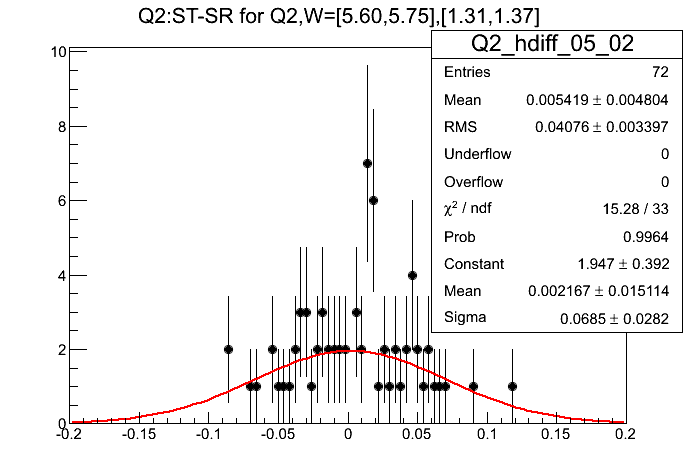 Q2:ST-SR for Q2,W=[5.60,5.75],[1.31,1.37]
Q2_hdiff_05_02
Entries 72
Mean 0.005419 ± 0.004804
RMS 0.04076 ± 0.003397
Underflow 0
Overflow 0
χ² / ndf 15.28 / 33
Prob 0.9964
Constant 1.947 ± 0.392
Mean 0.002167 ± 0.015114
Sigma 0.0685 ± 0.0282
10
8
6
4
2
0
-0.2 -0.15 -0.1 -0.05 0 0.05 0.1 0.15 0.2